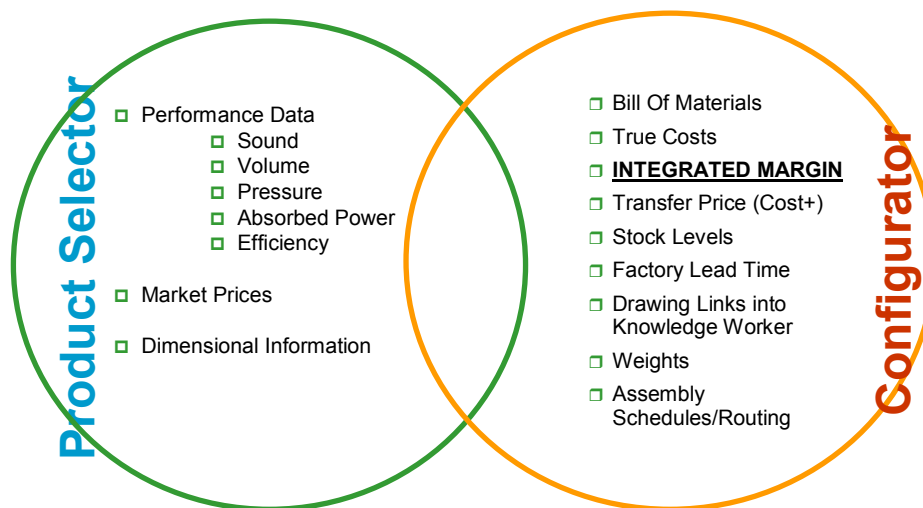 Product Selector
Performance Data
Sound
Volume
Pressure
Absorbed Power
Efficiency
Market Prices
Dimensional Information
Bill Of Materials
True Costs
INTEGRATED MARGIN
Transfer Price (Cost+)
Stock Levels
Factory Lead Time
Drawing Links into
Knowledge Worker
Weights
Assembly
Schedules/Routing
Configurator